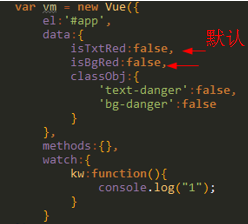 var vm = new Vue({
el:'#app',
data:{
isTxtRed:false,
默认
isBgRed:false,
classObj:{
'text-danger':false,
'bg-danger':false
}
},
methods:{},
watch:{
kw:function(){
console.log("1");
}